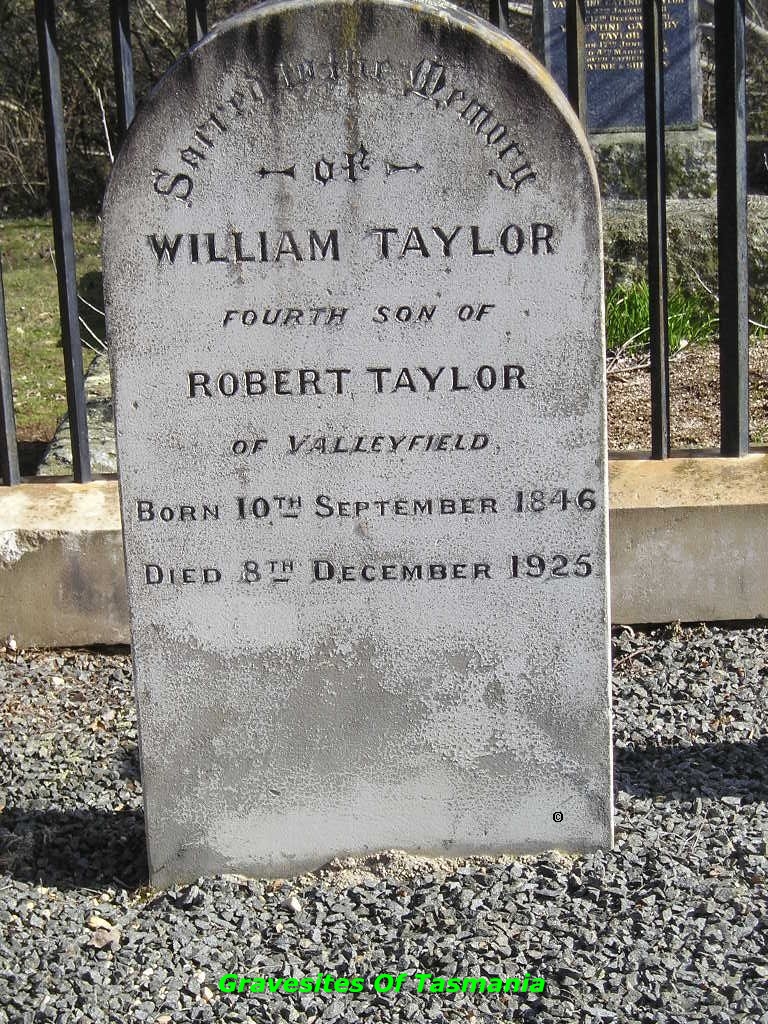 Sacred to the Memory
of
WILLIAM TAYLOR
FOURTH SON OF
ROBERT TAYLOR
OF VALLEYFIELD
BORN 10TH SEPTEMBER 1846
DIED 8TH DECEMBER 1925
©
TAYLOR
Gravesites Of Tasmania